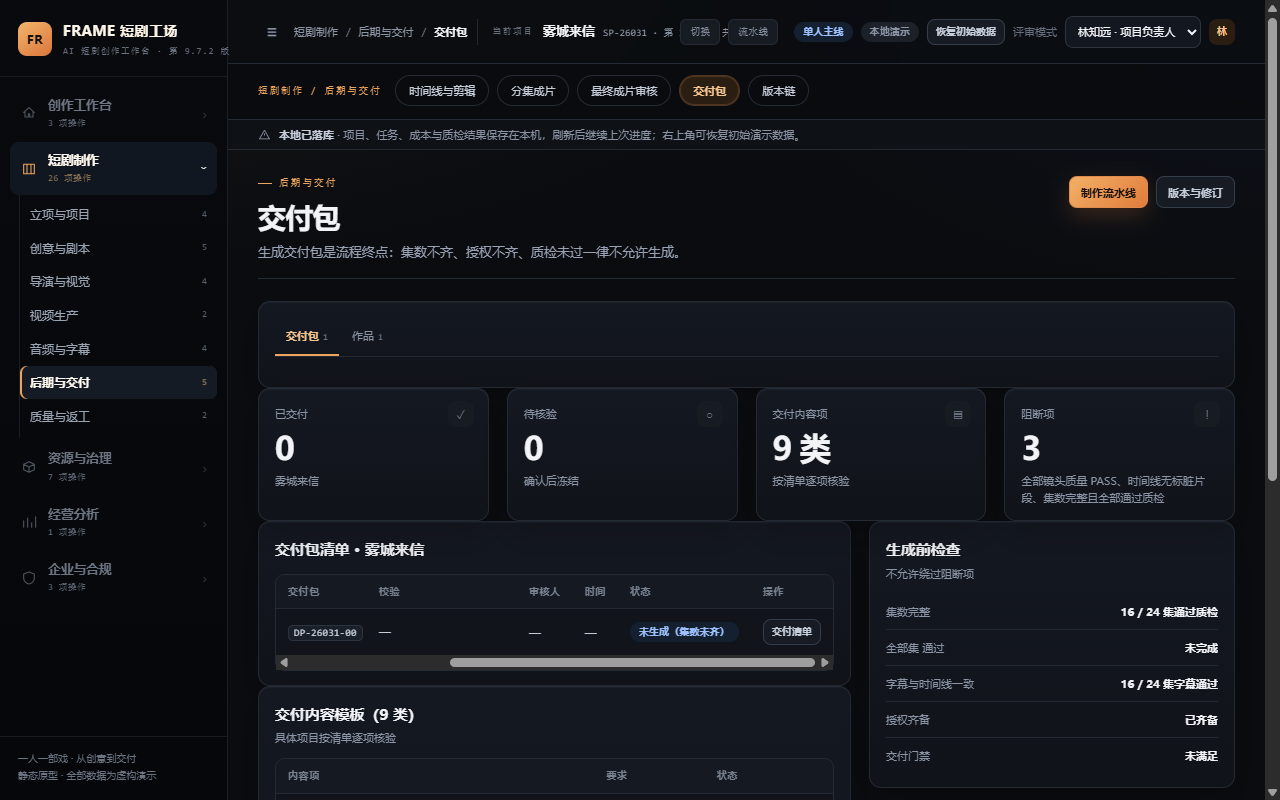 FR
FRAME 短剧工场
AI 短剧创作工作台 · 第 9.7.2 版
创作工作台
3 项操作
短剧制作
26 项操作
立项与项目 4
创意与剧本 5
导演与视觉 4
视频生产 2
音频与字幕 4
后期与交付 5
质量与返工 2
资源与治理
7 项操作
经营分析
1 项操作
企业与合规
3 项操作
一人一部戏 · 从创意到交付
静态原型 · 全部数据为虚构演示
短剧制作 / 后期与交付 / 交付包
当前项目 雾城来信 SP-26031 · 第
切换
流水线
单人主线
本地演示
恢复初始数据
评审模式
林知远 · 项目负责人
林
短剧制作 / 后期与交付
时间线与剪辑
分集成片
最终成片审核
交付包
版本链
本地已落库 · 项目、任务、成本与质检结果保存在本机，刷新后继续上次进度；右上角可恢复初始演示数据。
— 后期与交付
交付包
生成交付包是流程终点：集数不齐、授权不齐、质检未过一律不允许生成。
制作流水线
版本与修订
交付包 1
作品 1
已交付 ✓
0
雾城来信
待核验 ○
0
确认后冻结
交付内容项 ▤
9 类
按清单逐项核验
阻断项 !
3
全部镜头质量 PASS、时间线无标脏片
段、集数完整且全部通过质检
交付包清单 • 雾城来信
交付包 校验 审核人 时间 状态 操作
DP-26031-00 — — — 未生成（集数未齐） 交付清单
交付内容模板（9 类）
具体项目按清单逐项核验
内容项 要求 状态
生成前检查
不允许绕过阻断项
集数完整 16 / 24 集通过质检
全部集 通过 未完成
字幕与时间线一致 16 / 24 集字幕通过
授权齐备 已齐备
交付门禁 未满足